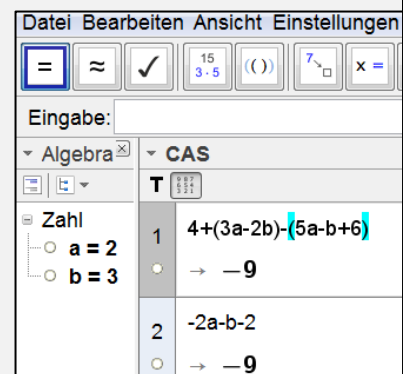 Datei Bearbeiten Ansicht Einstellungen
= ≈ ✓ 15 3·5 (()) 7 x =
Eingabe:
Algebra CAS
T
Zahl
a = 2
b = 3
1 4+(3a-2b)-(5a-b+6)
→ −9
2 -2a-b-2
→ −9